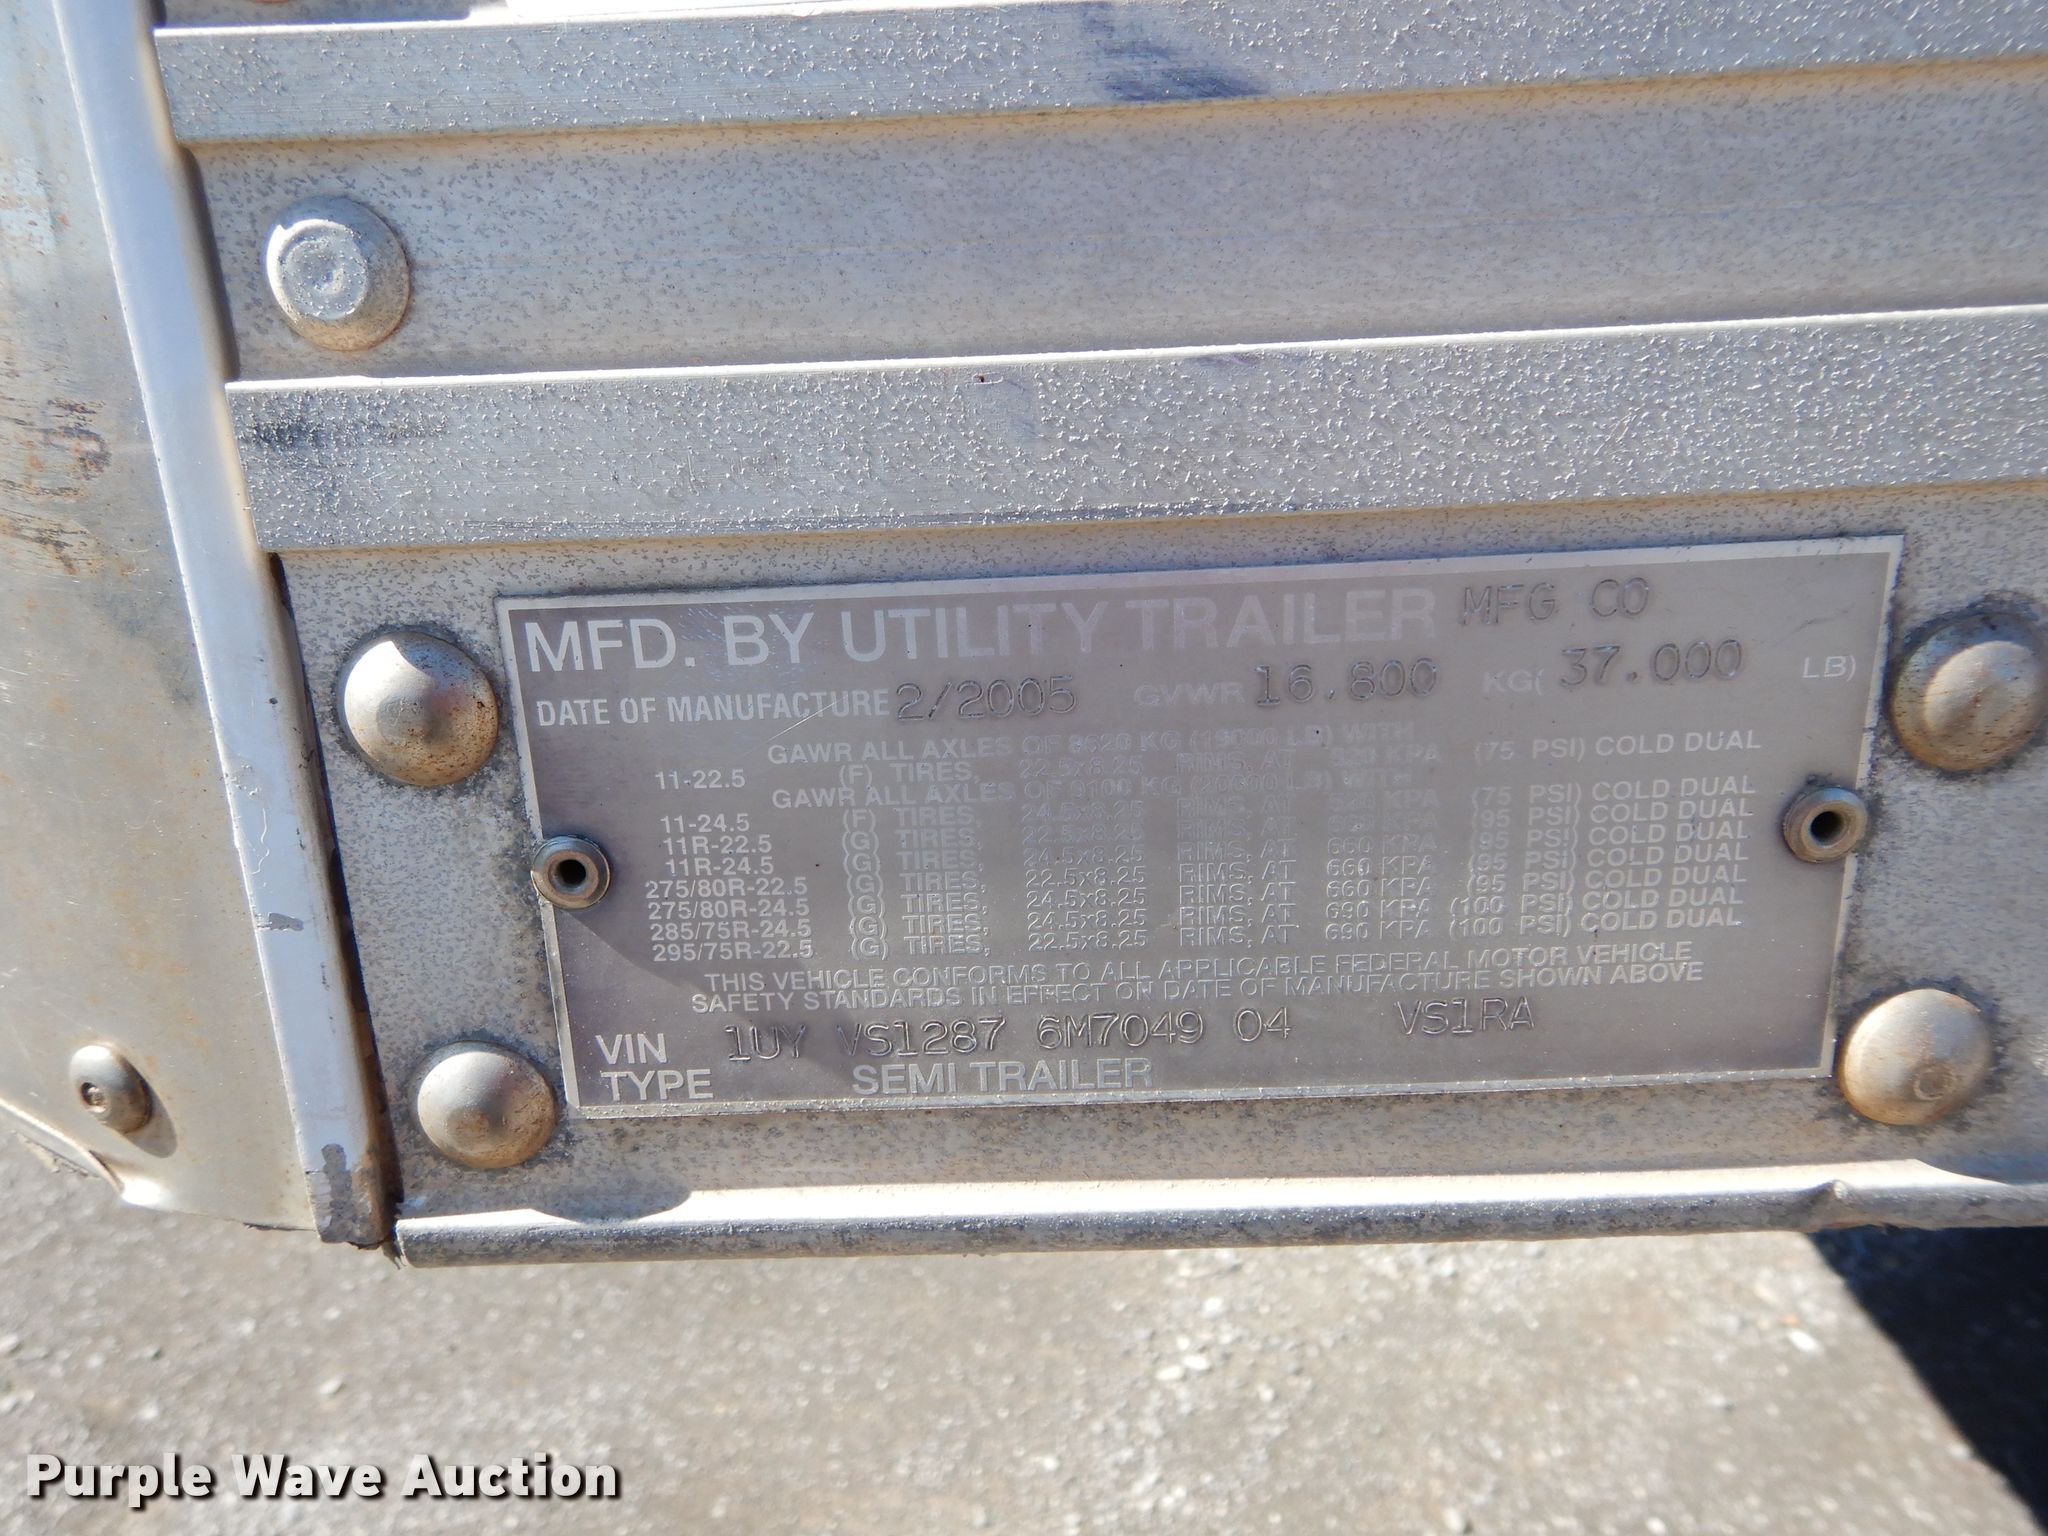 MFD. BY UTILITY TRAILER MFG CO
DATE OF MANUFACTURE 2/2005 GVWR 16.800 KG( 37.000 LB)
GAWR ALL AXLES OF 8620 KG (19000 LB) WITH
11-22.5 (F) TIRES, 22.5x8.25 RIMS, AT 520 KPA (75 PSI) COLD DUAL
GAWR ALL AXLES OF 9100 KG (20000 LB) WITH
11-24.5 (F) TIRES, 24.5x8.25 RIMS, AT KPA (75 PSI) COLD DUAL
11R-22.5 (G) TIRES, 22.5x8.25 RIMS, AT 660 KPA (95 PSI) COLD DUAL
11R-24.5 (G) TIRES, 24.5x8.25 RIMS, AT 660 KPA (95 PSI) COLD DUAL
275/80R-22.5 (G) TIRES, 22.5x8.25 RIMS, AT 660 KPA (95 PSI) COLD DUAL
275/80R-24.5 (G) TIRES, 24.5x8.25 RIMS, AT 660 KPA (95 PSI) COLD DUAL
285/75R-24.5 (G) TIRES, 24.5x8.25 RIMS, AT 690 KPA (100 PSI) COLD DUAL
295/75R-22.5 (G) TIRES, 22.5x8.25 RIMS, AT 690 KPA (100 PSI) COLD DUAL
THIS VEHICLE CONFORMS TO ALL APPLICABLE FEDERAL MOTOR VEHICLE
SAFETY STANDARDS IN EFFECT ON DATE OF MANUFACTURE SHOWN ABOVE
VIN 1UY VS1287 6M7049 04 VS1RA
TYPE SEMI TRAILER
Purple Wave Auction